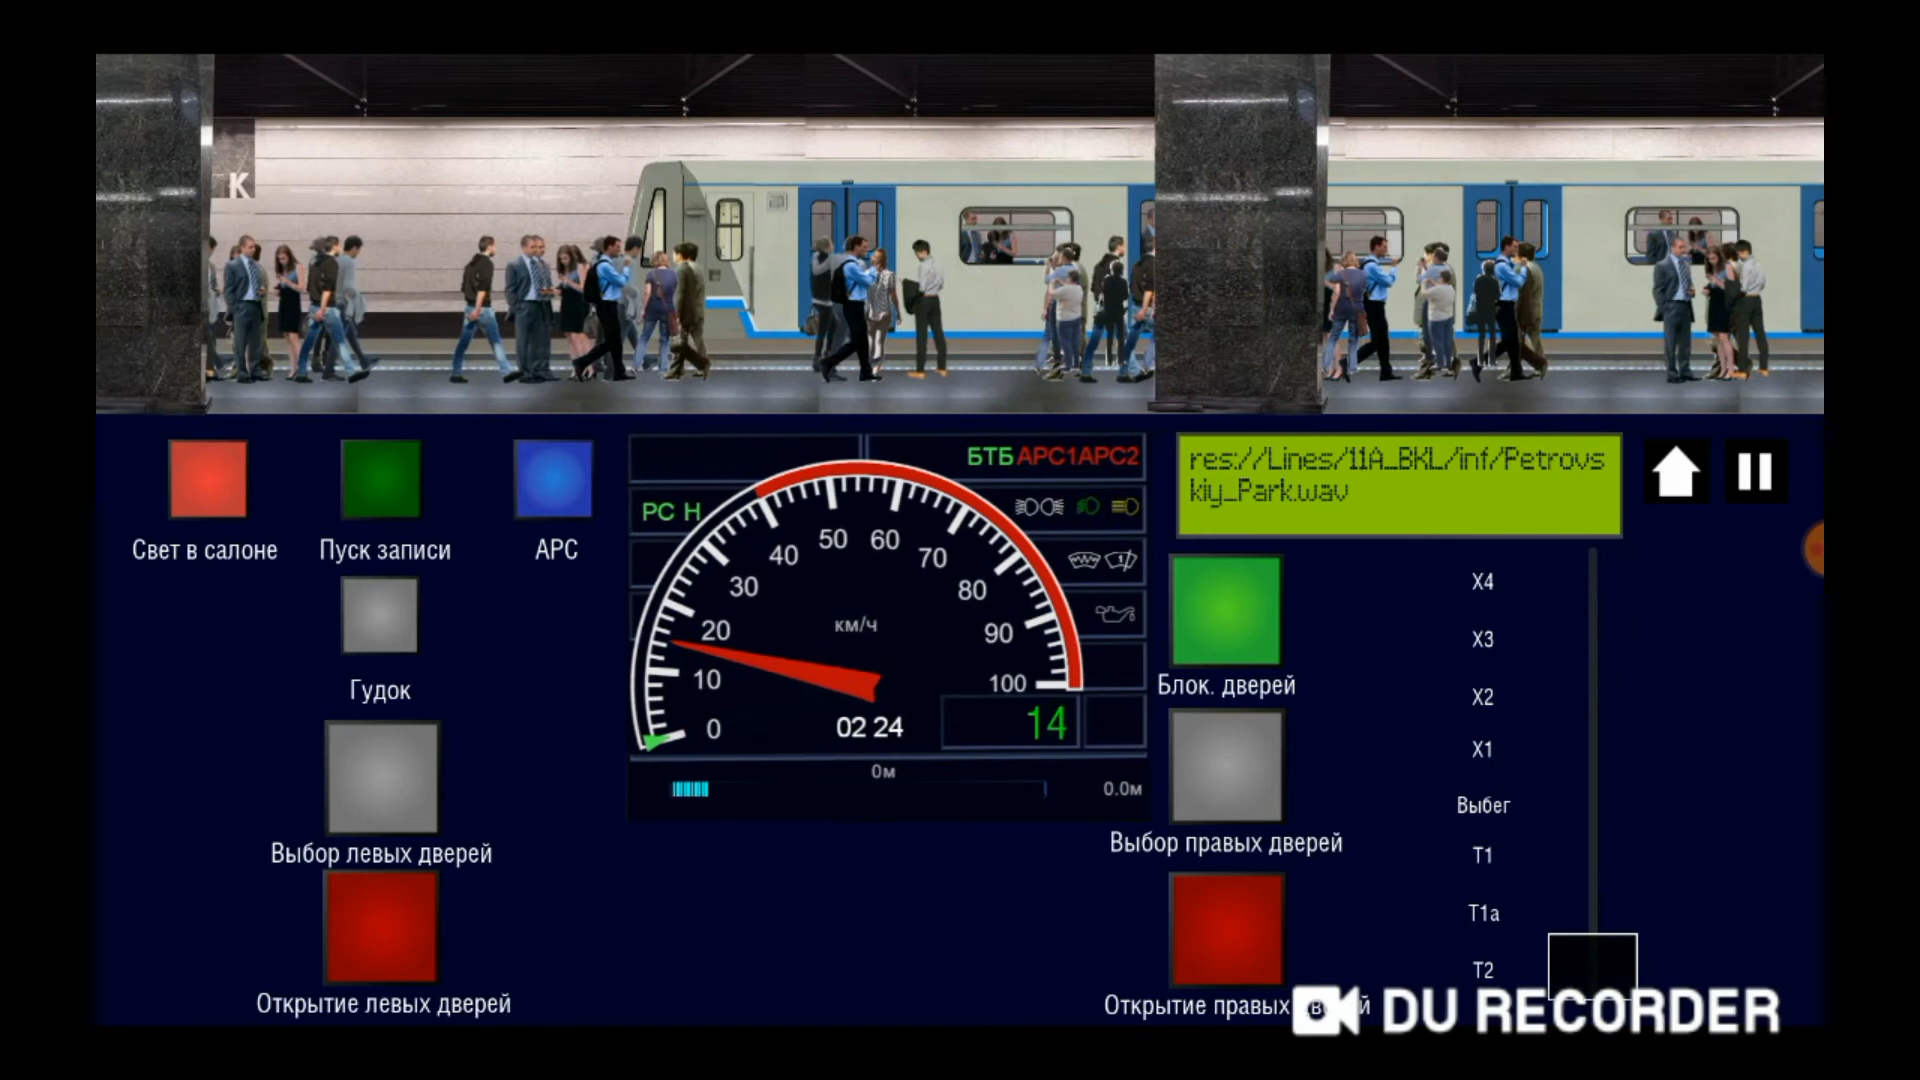 К
Свет в салоне
Пуск записи
АРС
Гудок
Выбор левых дверей
Открытие левых дверей
БТБ АРС1 АРС2
РС Н
0
10
20
30
40
50
60
70
80
90
100
км/ч
02 24
14
0м
0.0м
res://Lines/11A_BKL/inf/Petrovs
kiy_Park.wav
Блок. дверей
Выбор правых дверей
Открытие правых
Х4
Х3
Х2
Х1
Выбег
Т1
Т1а
Т2
DU RECORDER